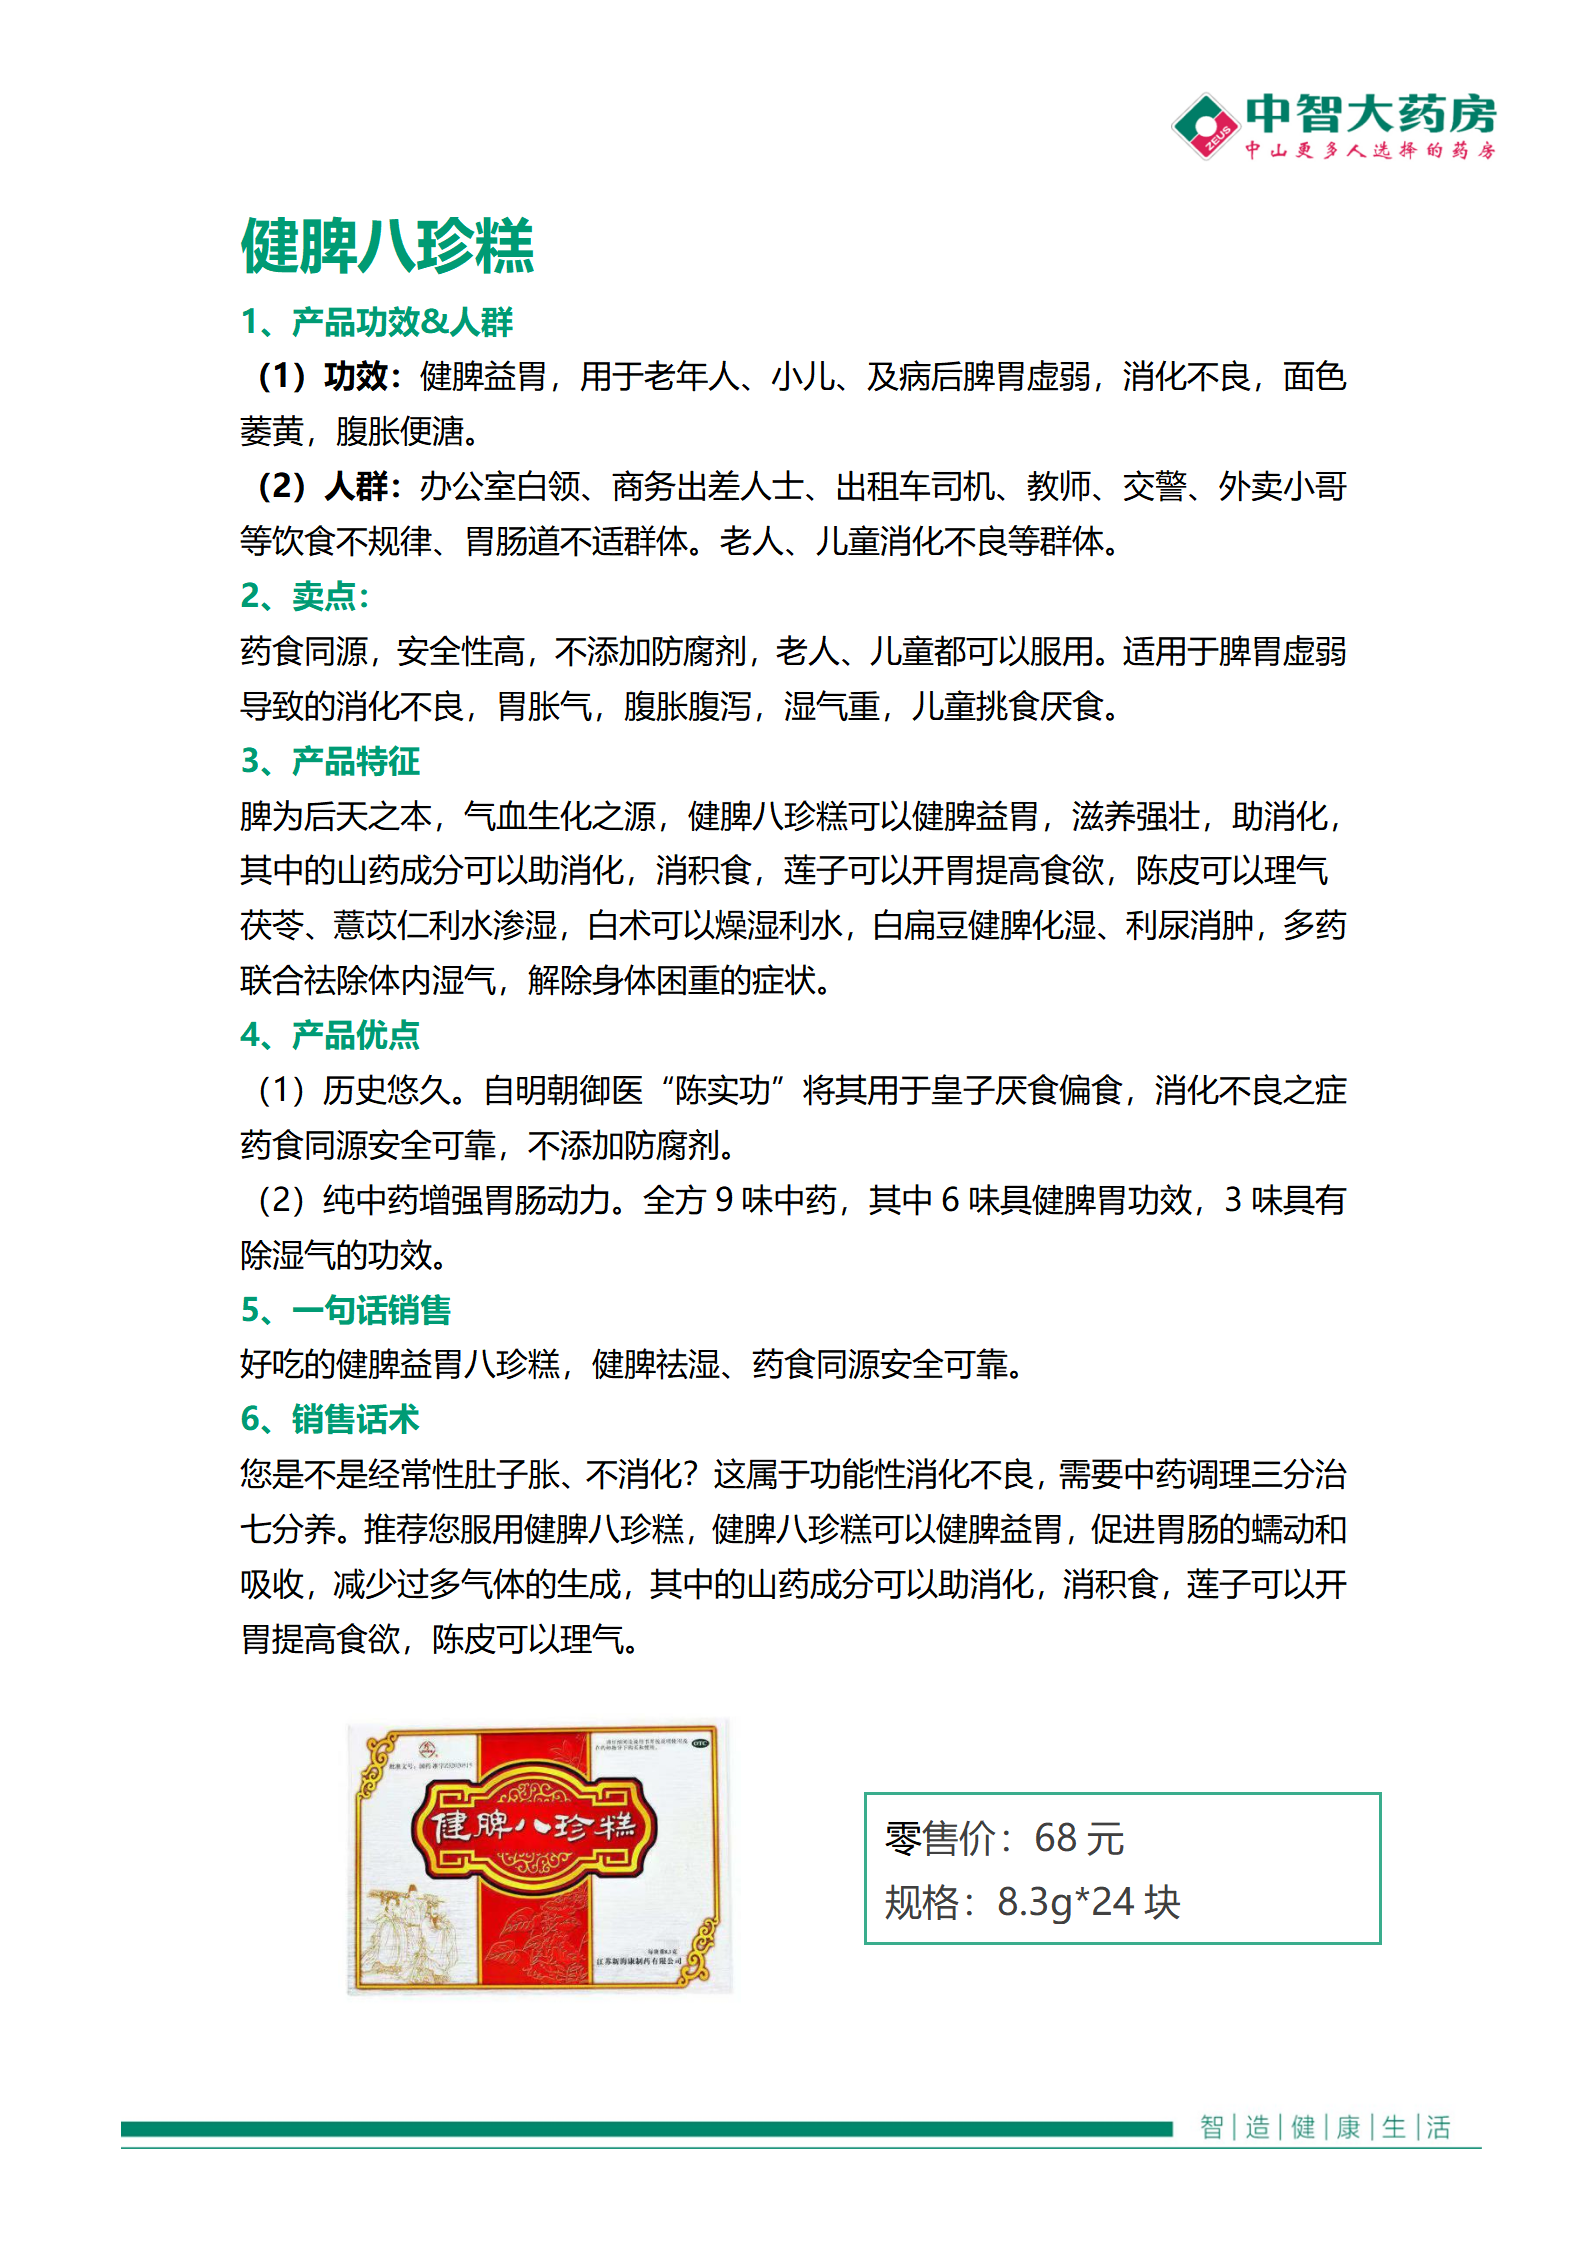 中智大药房
ZEUS
中山更多人选择的药房
健脾八珍糕
1、产品功效&人群
（1）功效：健脾益胃，用于老年人、小儿、及病后脾胃虚弱，消化不良，面色
萎黄，腹胀便溏。
（2）人群：办公室白领、商务出差人士、出租车司机、教师、交警、外卖小哥
等饮食不规律、胃肠道不适群体。老人、儿童消化不良等群体。
2、卖点：
药食同源，安全性高，不添加防腐剂，老人、儿童都可以服用。适用于脾胃虚弱
导致的消化不良，胃胀气，腹胀腹泻，湿气重，儿童挑食厌食。
3、产品特征
脾为后天之本，气血生化之源，健脾八珍糕可以健脾益胃，滋养强壮，助消化，
其中的山药成分可以助消化，消积食，莲子可以开胃提高食欲，陈皮可以理气
茯苓、薏苡仁利水渗湿，白术可以燥湿利水，白扁豆健脾化湿、利尿消肿，多药
联合祛除体内湿气，解除身体困重的症状。
4、产品优点
（1）历史悠久。自明朝御医“陈实功”将其用于皇子厌食偏食，消化不良之症
药食同源安全可靠，不添加防腐剂。
（2）纯中药增强胃肠动力。全方 9 味中药，其中 6 味具健脾胃功效，3 味具有
除湿气的功效。
5、一句话销售
好吃的健脾益胃八珍糕，健脾祛湿、药食同源安全可靠。
6、销售话术
您是不是经常性肚子胀、不消化？这属于功能性消化不良，需要中药调理三分治
七分养。推荐您服用健脾八珍糕，健脾八珍糕可以健脾益胃，促进胃肠的蠕动和
吸收，减少过多气体的生成，其中的山药成分可以助消化，消积食，莲子可以开
胃提高食欲，陈皮可以理气。
OTC
健脾八珍糕
每块重8.3克
江苏新海康制药有限公司
零售价：68 元
规格：8.3g*24 块
智|造|健|康|生|活